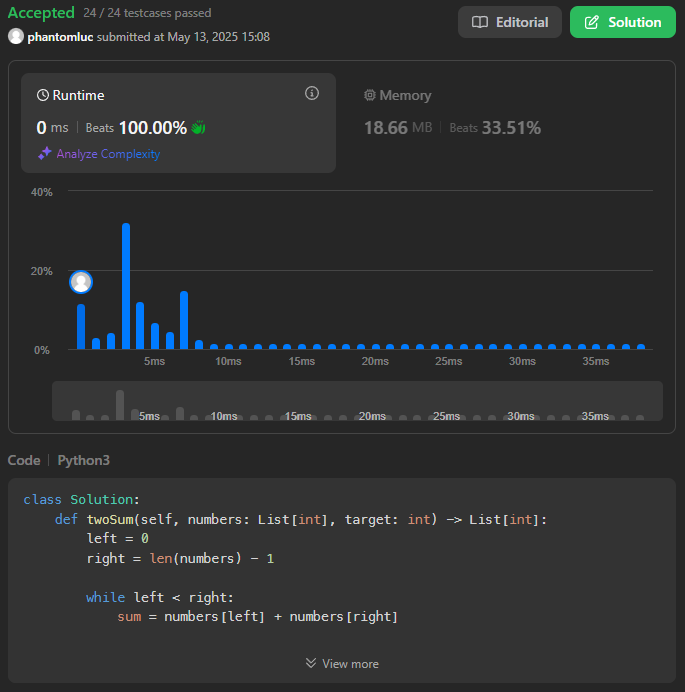 Accepted 24 / 24 testcases passed
Editorial
Solution
phantomluc submitted at May 13, 2025 15:08
Runtime
0 ms | Beats 100.00%
Analyze Complexity
Memory
18.66 MB | Beats 33.51%
40%
20%
0%
5ms 10ms 15ms 20ms 25ms 30ms 35ms
5ms 10ms 15ms 20ms 25ms 30ms 35ms
Code | Python3
class Solution:
    def twoSum(self, numbers: List[int], target: int) -> List[int]:
        left = 0
        right = len(numbers) - 1
        while left < right:
            sum = numbers[left] + numbers[right]
View more